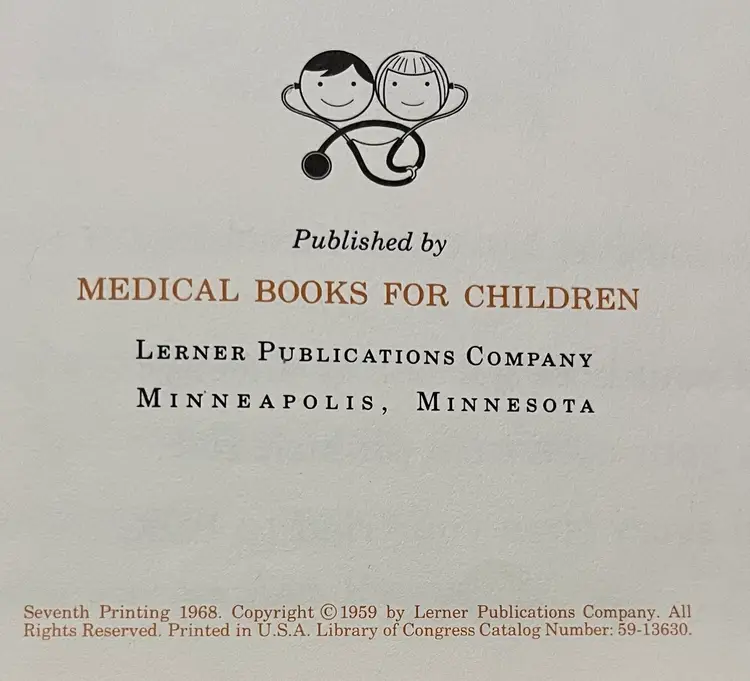 Published by
MEDICAL BOOKS FOR CHILDREN
LERNER PUBLICATIONS COMPANY
MINNEAPOLIS, MINNESOTA
Seventh Printing 1968. Copyright © 1959 by Lerner Publications Company. All
Rights Reserved. Printed in U.S.A. Library of Congress Catalog Number: 59-13630.